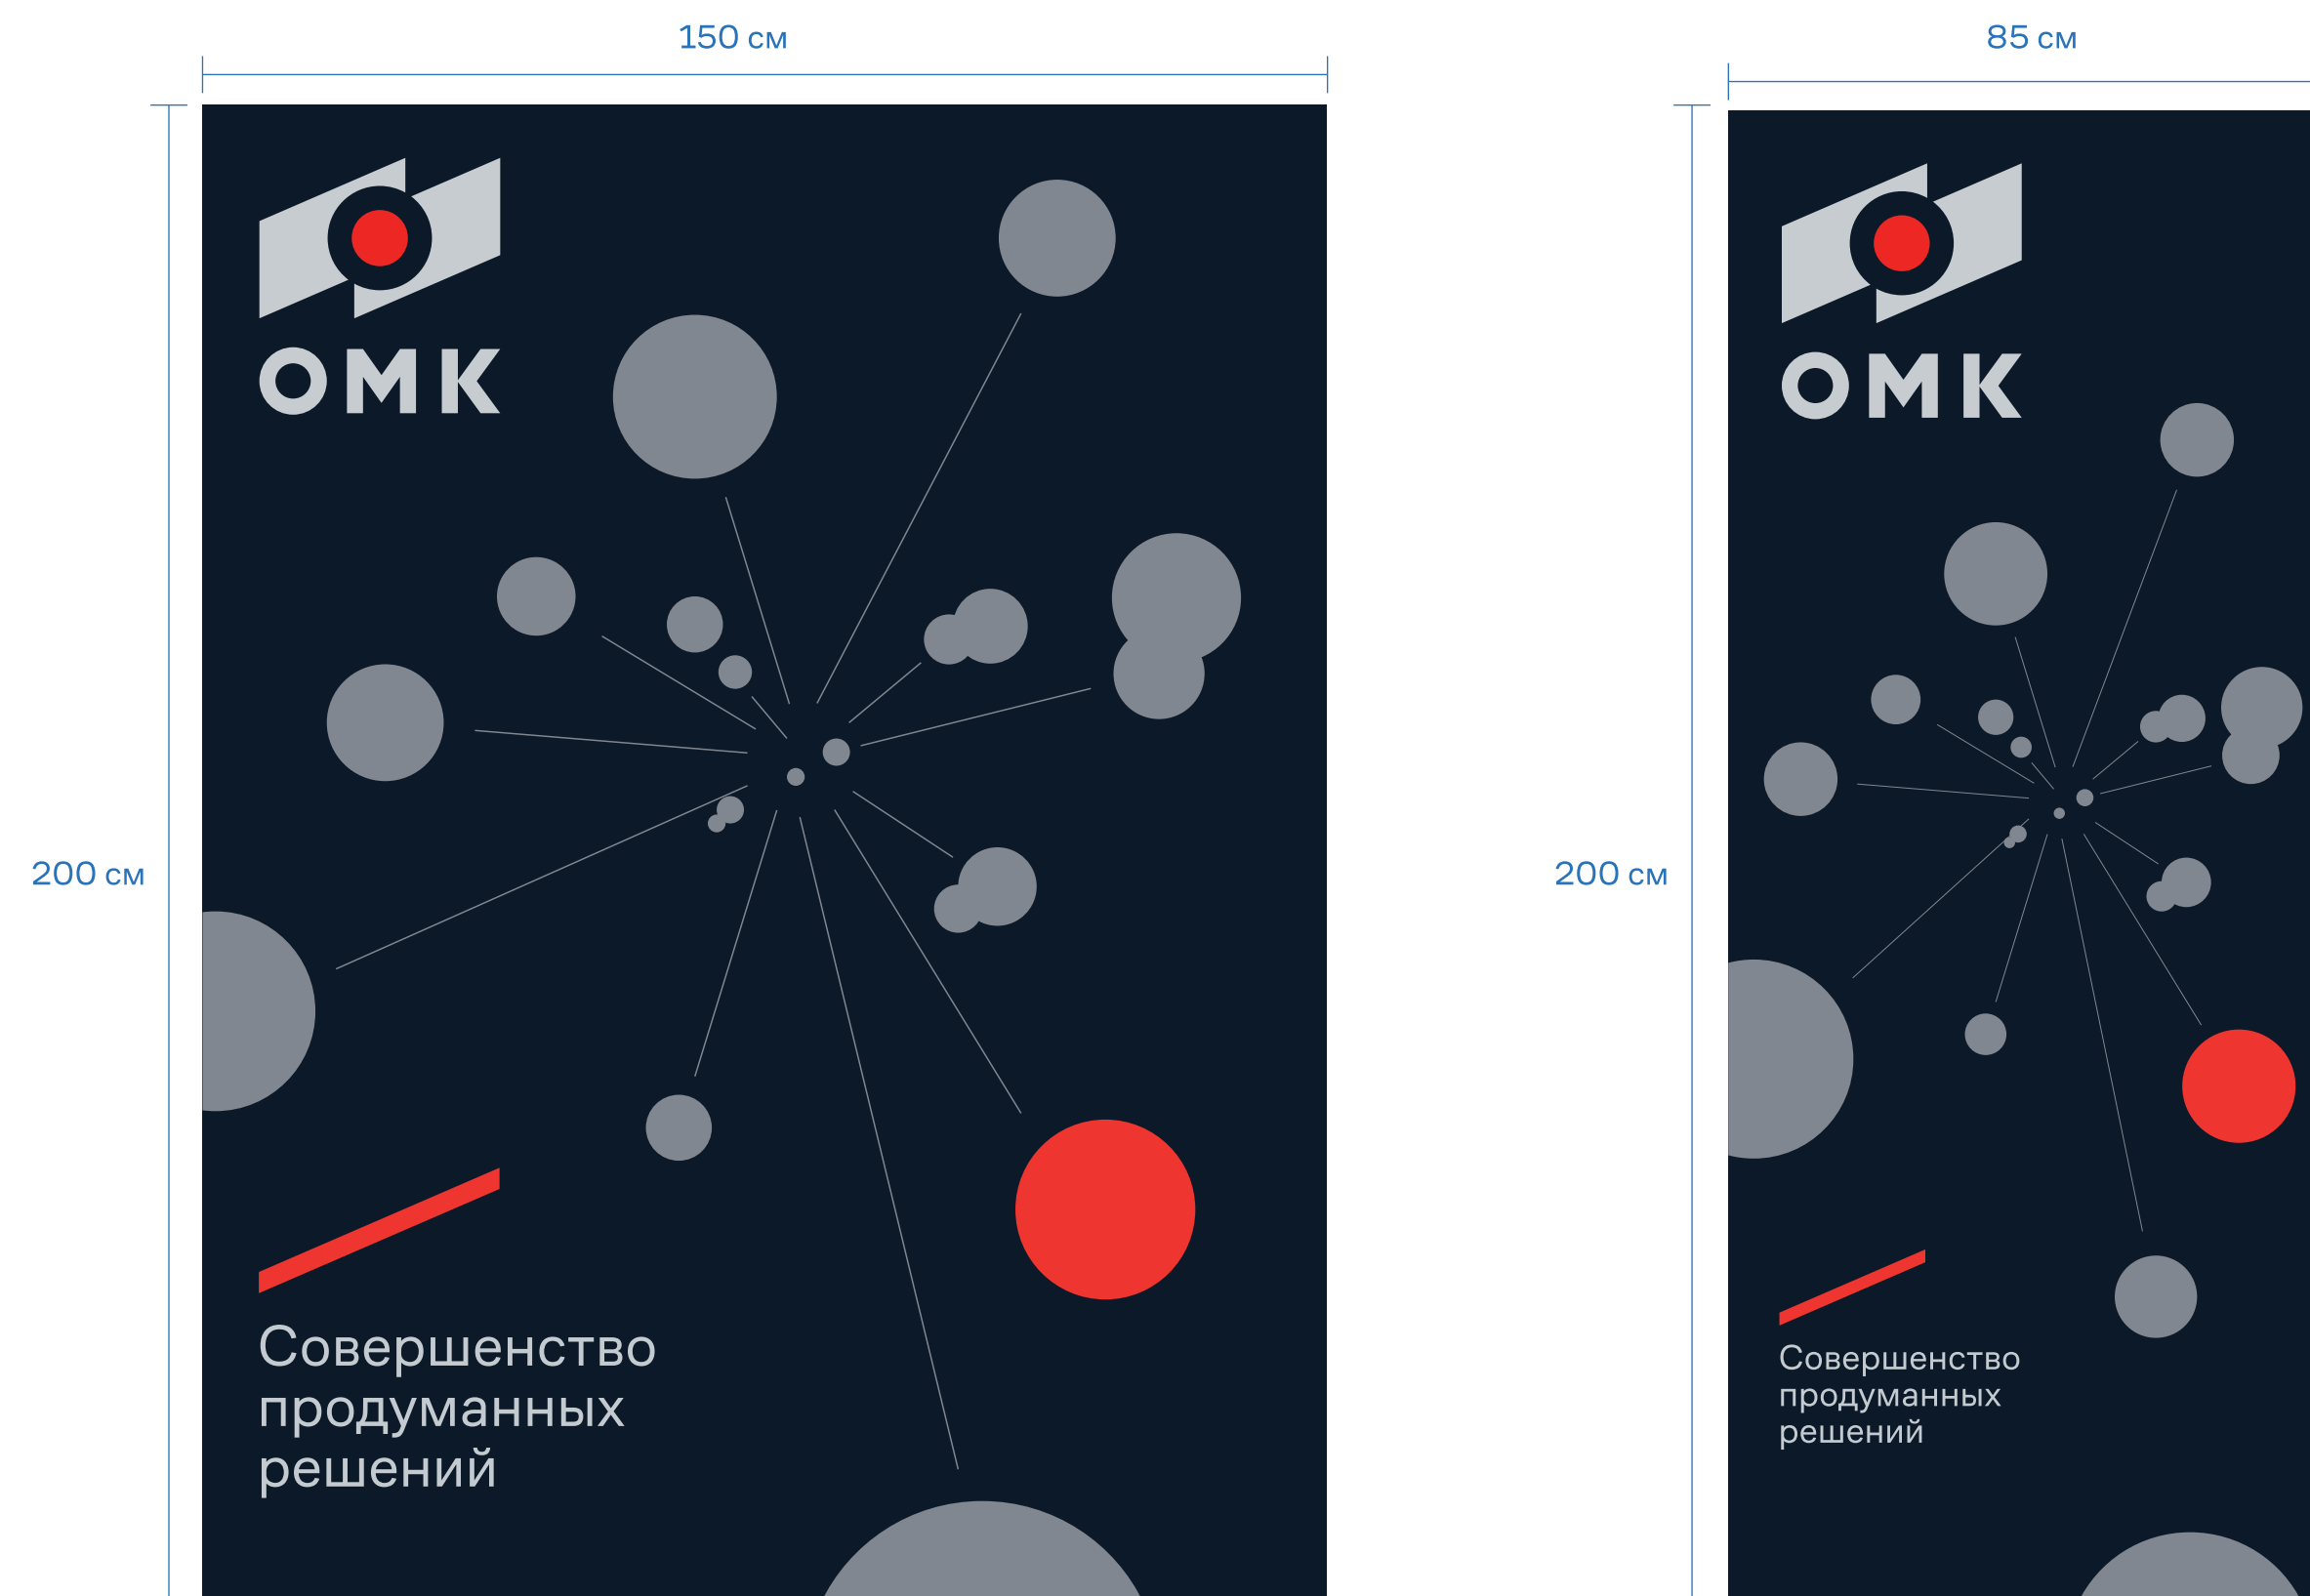 150 см
85 см
ОМК
ОМК
200 см
200 см
Совершенство
продуманных
решений
Совершенство
продуманных
решений